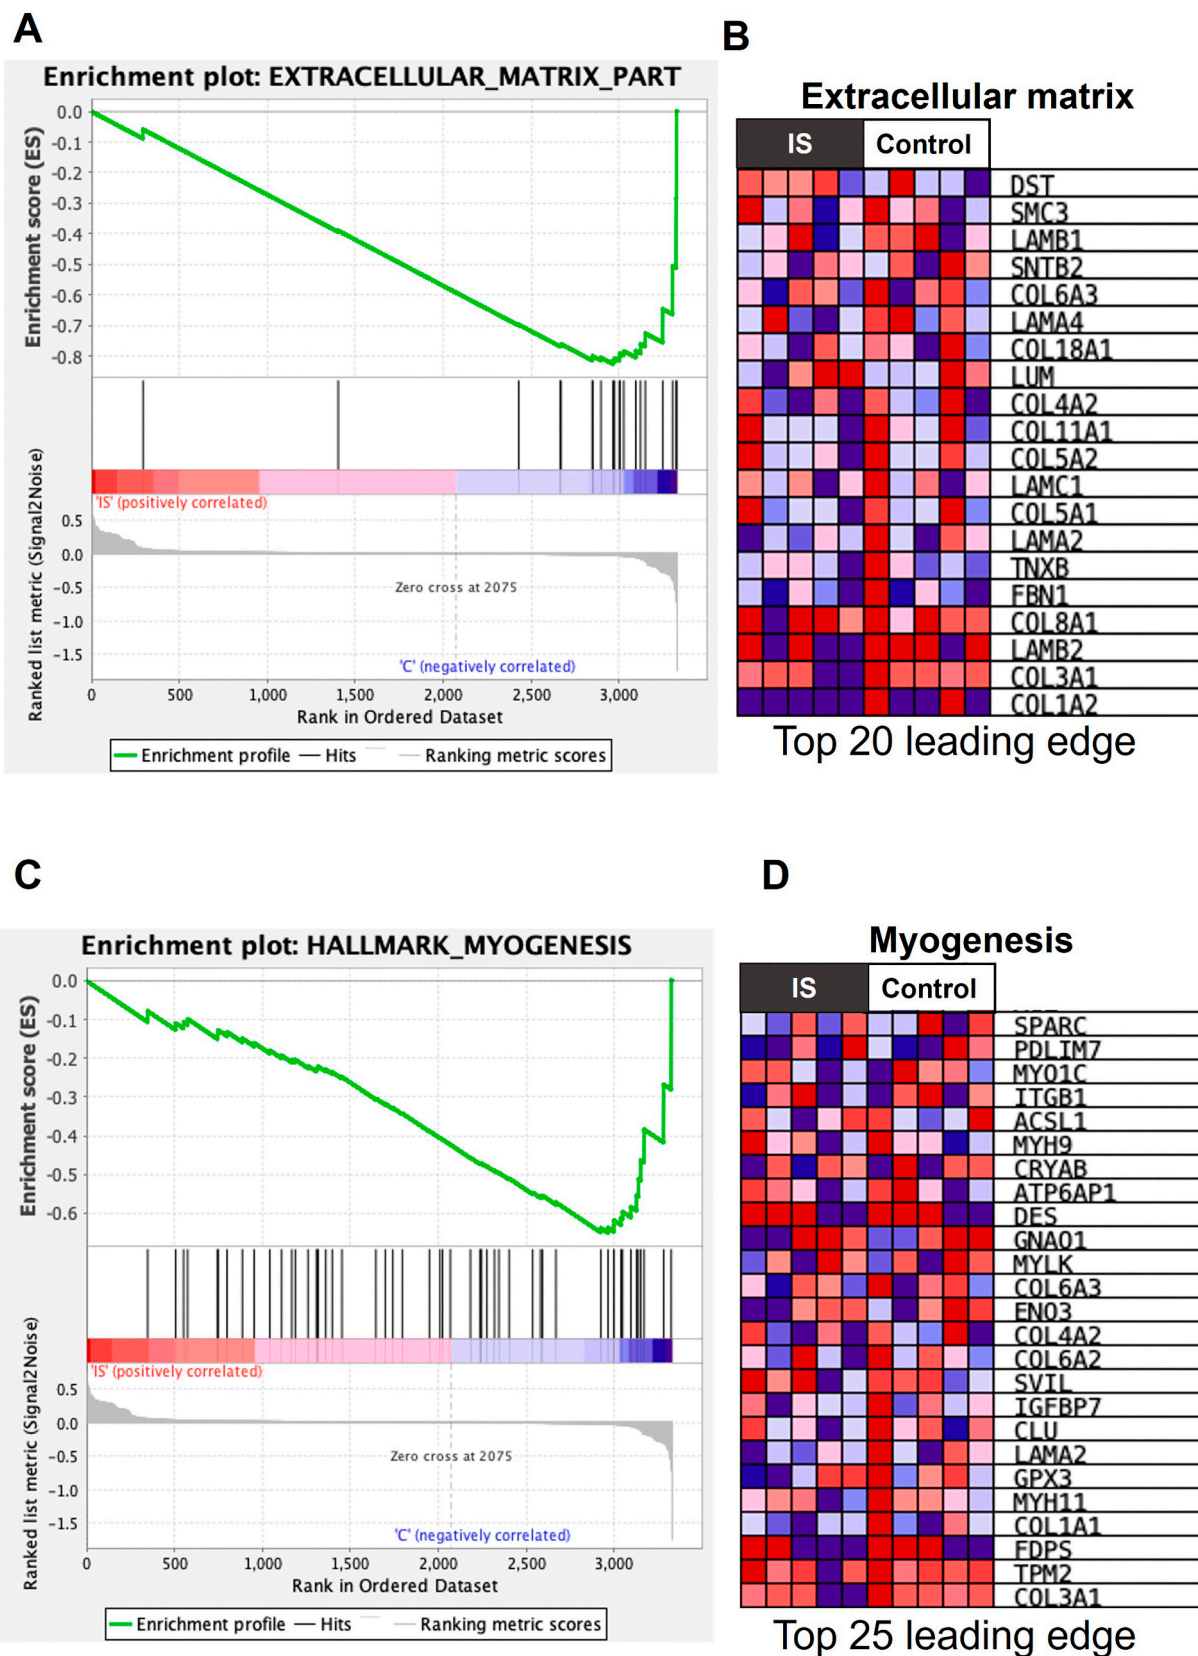 A
Enrichment plot: EXTRACELLULAR_MATRIX_PART
Enrichment score (ES)
0.0
-0.1
-0.2
-0.3
-0.4
-0.5
-0.6
-0.7
-0.8
'IS' (positively correlated)
Ranked list metric (Signal2Noise)
0.5
0.0
-0.5
-1.0
-1.5
Zero cross at 2075
'C' (negatively correlated)
0 500 1,000 1,500 2,000 2,500 3,000
Rank in Ordered Dataset
Enrichment profile Hits Ranking metric scores
B
Extracellular matrix
IS Control
DST
SMC3
LAMB1
SNTB2
COL6A3
LAMA4
COL18A1
LUM
COL4A2
COL11A1
COL5A2
LAMC1
COL5A1
LAMA2
TNXB
FBN1
COL8A1
LAMB2
COL3A1
COL1A2
Top 20 leading edge
C
Enrichment plot: HALLMARK_MYOGENESIS
Enrichment score (ES)
0.0
-0.1
-0.2
-0.3
-0.4
-0.5
-0.6
'IS' (positively correlated)
Ranked list metric (Signal2Noise)
0.5
0.0
-0.5
-1.0
-1.5
Zero cross at 2075
'C' (negatively correlated)
0 500 1,000 1,500 2,000 2,500 3,000
Rank in Ordered Dataset
Enrichment profile Hits Ranking metric scores
D
Myogenesis
IS Control
SPARC
PDLIM7
MYO1C
ITGB1
ACSL1
MYH9
CRYAB
ATP6AP1
DES
GNAO1
MYLK
COL6A3
ENO3
COL4A2
COL6A2
SVIL
IGFBP7
CLU
LAMA2
GPX3
MYH11
COL1A1
FDPS
TPM2
COL3A1
Top 25 leading edge